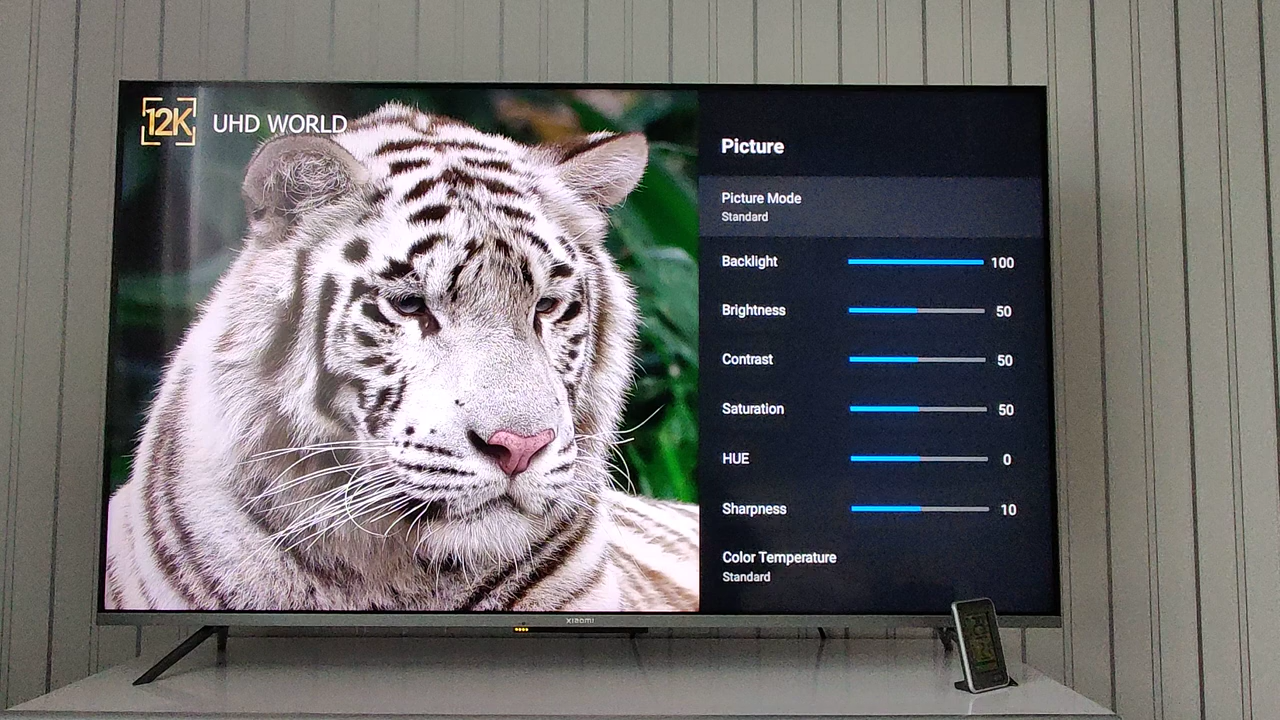 12K UHD WORLD
Picture
Picture Mode
Standard
Backlight 100
Brightness 50
Contrast 50
Saturation 50
HUE 0
Sharpness 10
Color Temperature
Standard
xiaomi